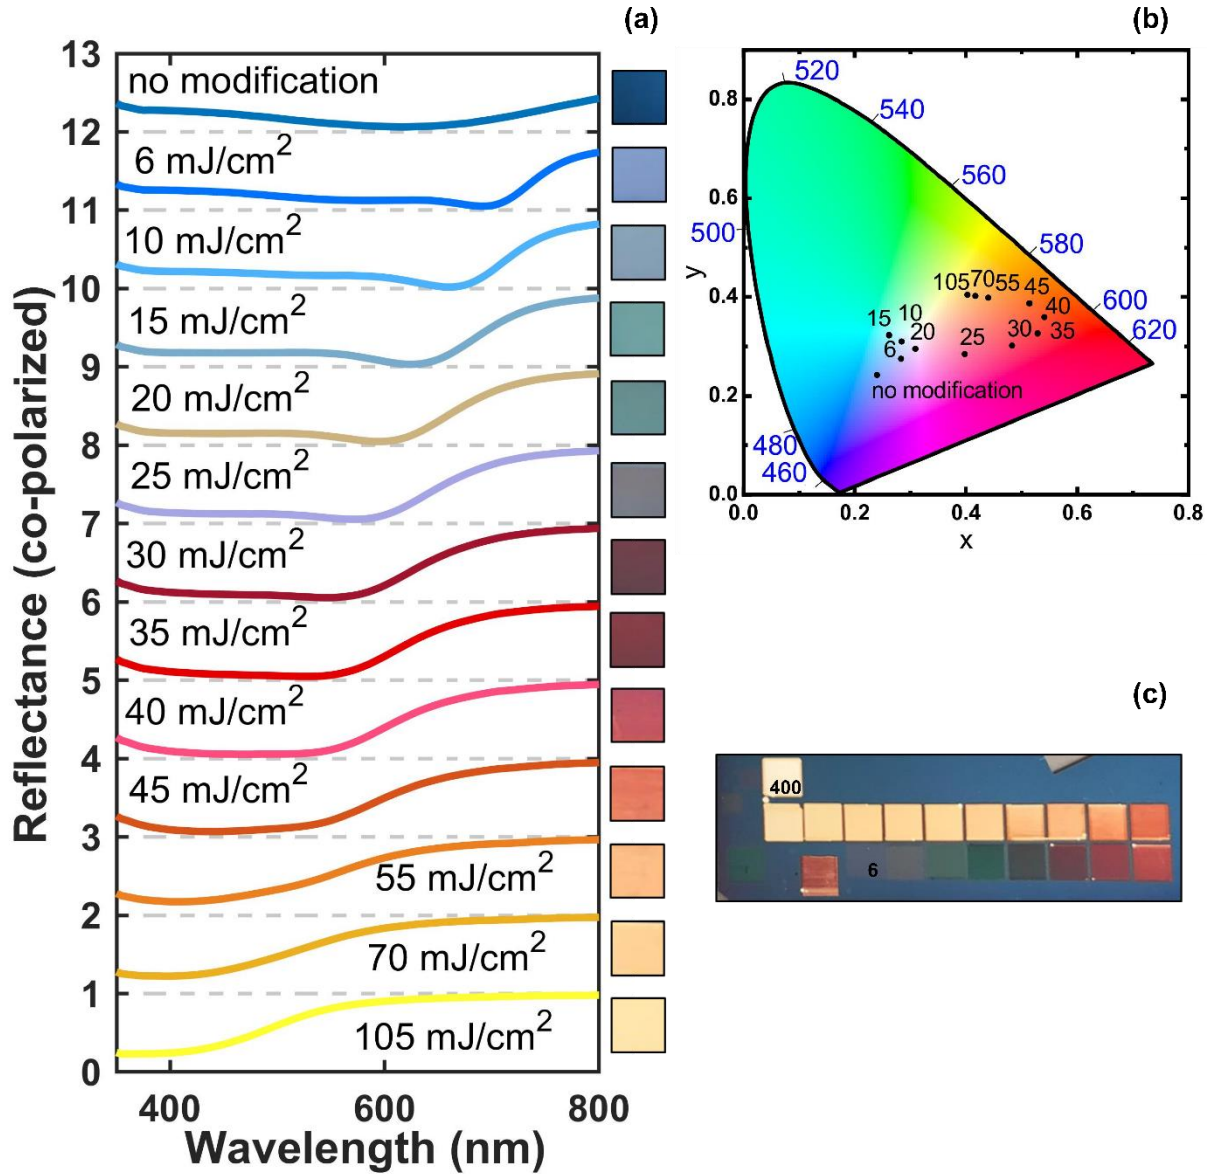 (a)
13
12
11
10
9
8
7
6
5
4
3
2
1
0
Reflectance (co-polarized)
no modification
6 mJ/cm²
10 mJ/cm²
15 mJ/cm²
20 mJ/cm²
25 mJ/cm²
30 mJ/cm²
35 mJ/cm²
40 mJ/cm²
45 mJ/cm²
55 mJ/cm²
70 mJ/cm²
105 mJ/cm²
400 600 800
Wavelength (nm)
(b)
0.8
0.6
0.4
0.2
0.0
y
520
540
560
500
580
600
620
480
460
105 70 55 45
40
15 10
20 25 30 35
6
no modification
0.0 0.2 0.4 0.6 0.8
x
(c)
400
6